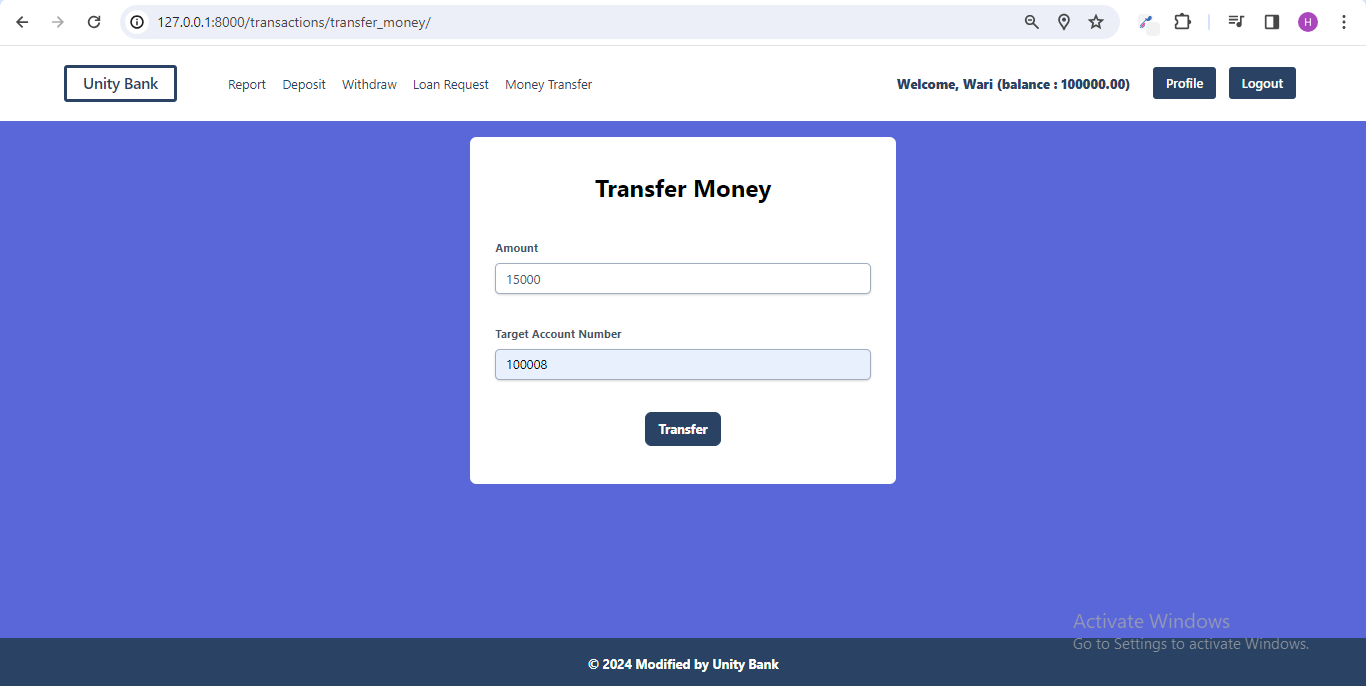 127.0.0.1:8000/transactions/transfer_money/
H
Unity Bank
Report Deposit Withdraw Loan Request Money Transfer
Welcome, Wari (balance : 100000.00)
Profile
Logout
Transfer Money
Amount
15000
Target Account Number
100008
Transfer
Activate Windows
Go to Settings to activate Windows.
© 2024 Modified by Unity Bank